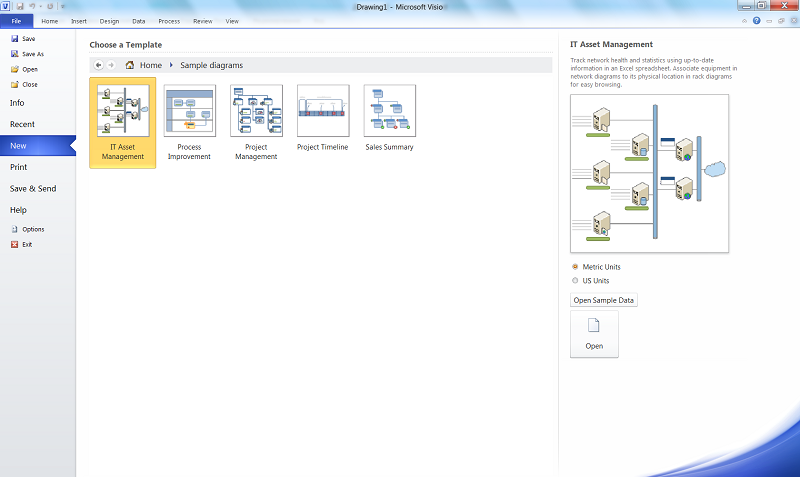 Drawing1 - Microsoft Visio
File Home Insert Design Data Process Review View
Save
Save As
Open
Close
Info
Recent
New
Print
Save & Send
Help
Options
Exit
Choose a Template
Home Sample diagrams
IT Asset
Management
Process
Improvement
Project
Management
Project Timeline
Sales Summary
IT Asset Management
Track network health and statistics using up-to-date
information in an Excel spreadsheet. Associate equipment in
network diagrams to its physical location in rack diagrams
for easy browsing.
Metric Units
US Units
Open Sample Data
Open